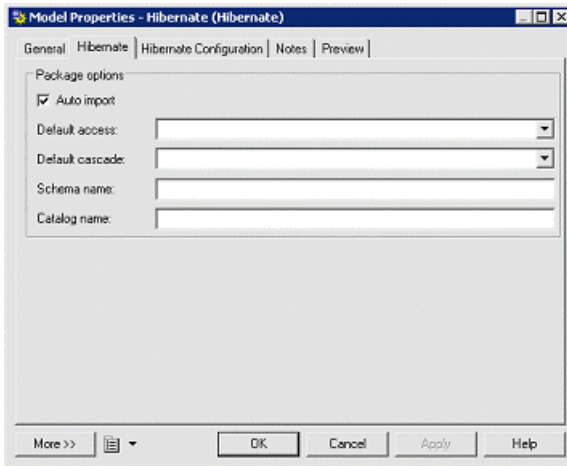 Model Properties - Hibernate (Hibernate)
General Hibernate Hibernate Configuration Notes Preview
Package options
Auto import
Default access:
Default cascade:
Schema name:
Catalog name:
More >> OK Cancel Apply Help